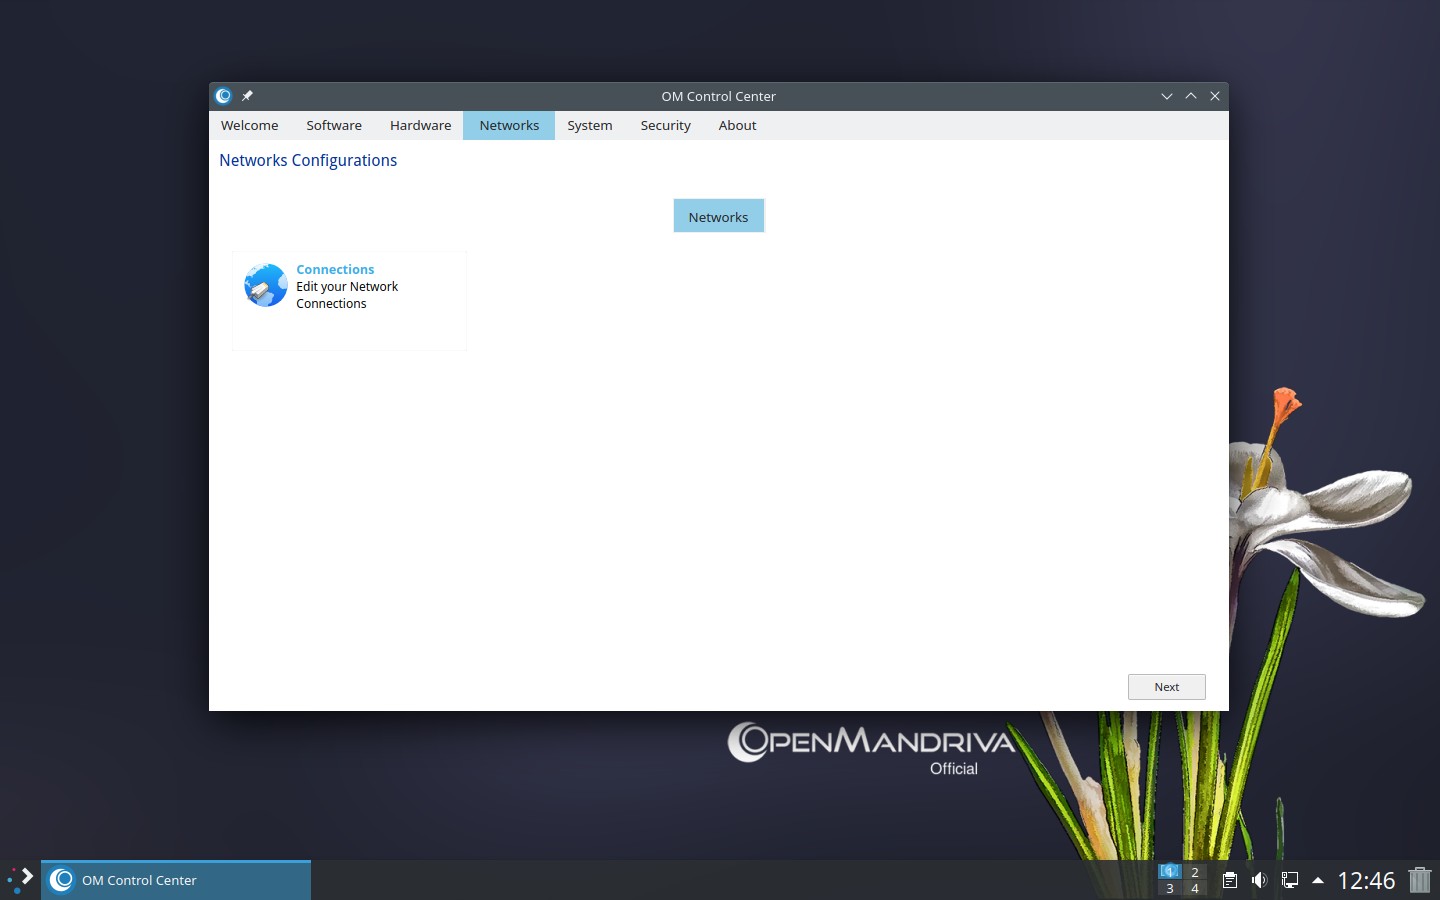 OM Control Center
Welcome Software Hardware Networks System Security About
Networks Configurations
Networks
Connections
Edit your Network
Connections
Next
OPENMANDRIVA
Official
OM Control Center
1 2
3 4
12:46